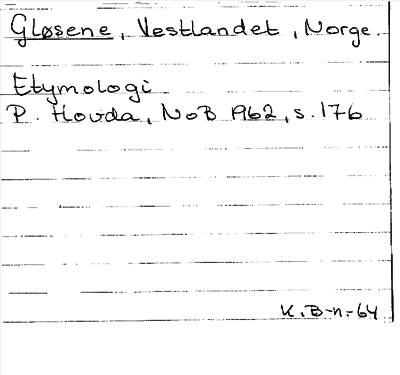 Gløsene, Vestlandet, Norge.
Etymologi
P. Hovda, NoB 1962, s. 176
K. B-n-64